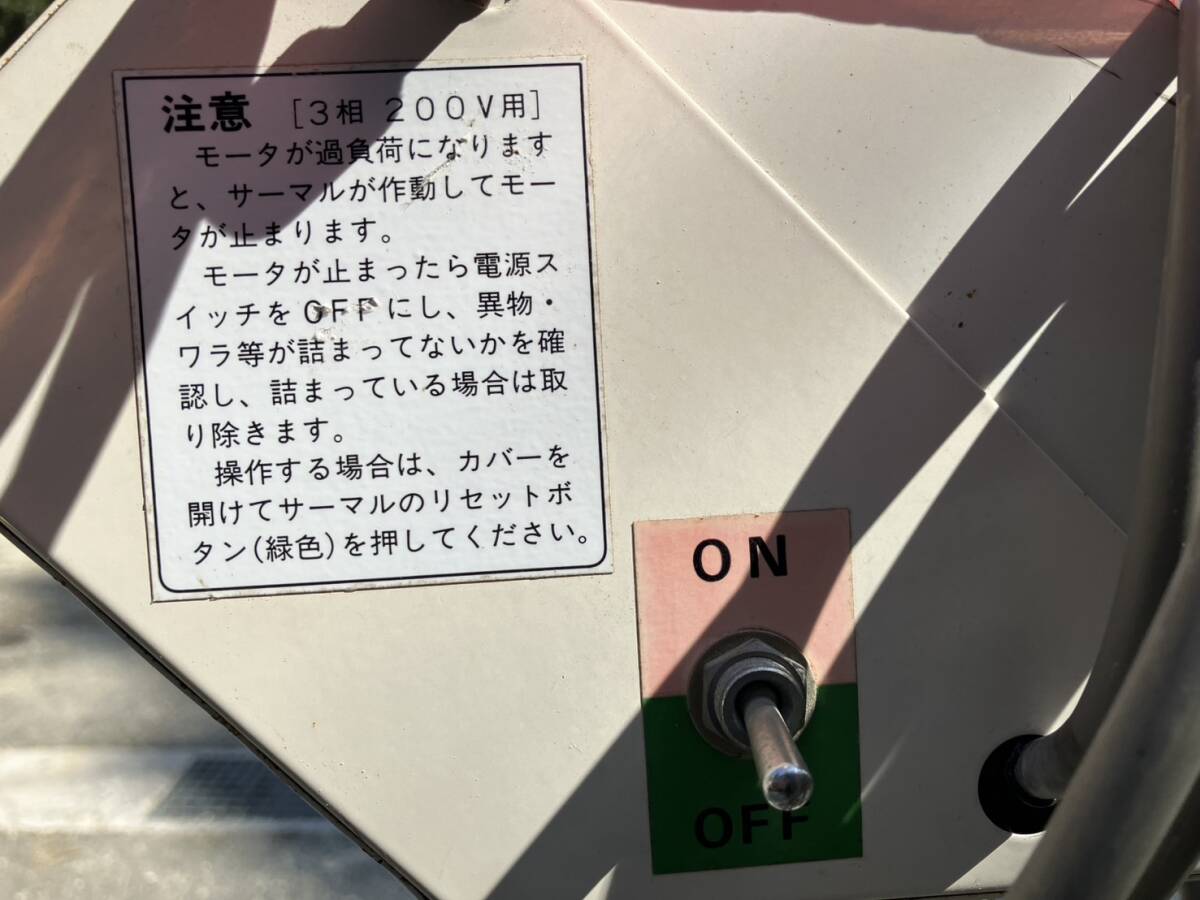 注意 [3相 200V用]
モータが過負荷になります
と、サーマルが作動してモー
タが止まります。
モータが止まったら電源ス
イッチをOFFにし、異物・
ワラ等が詰まってないかを確
認し、詰まっている場合は取
り除きます。
操作する場合は、カバーを
開けてサーマルのリセットボ
タン(緑色)を押してください。
ON
OFF